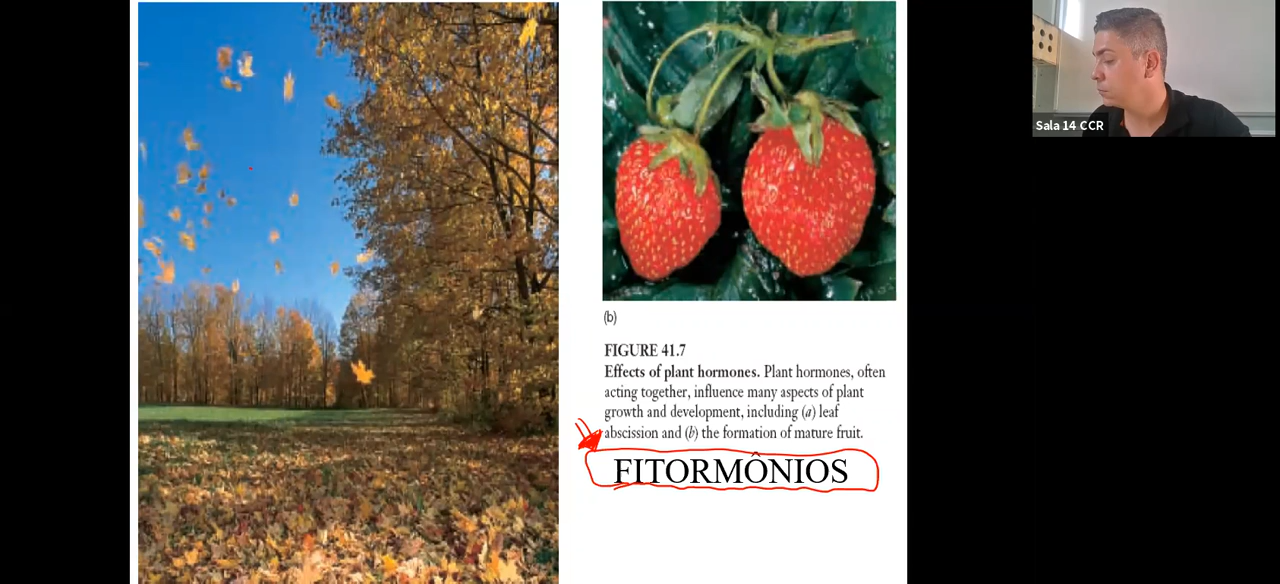 Sala 14 CCR
(b)
FIGURE 41.7
Effects of plant hormones. Plant hormones, often
acting together, influence many aspects of plant
growth and development, including (a) leaf
abscission and (b) the formation of mature fruit.
FITORMÔNIOS